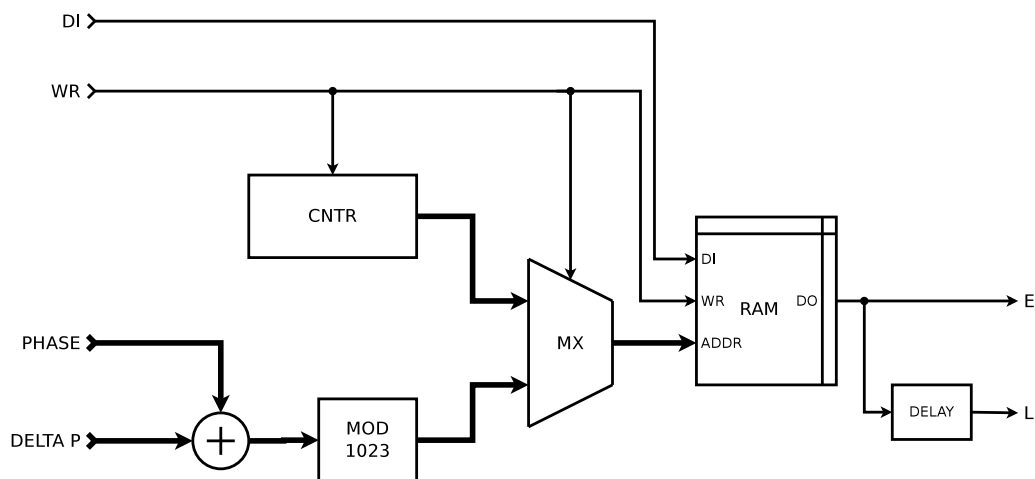 DI
WR
CNTR
DI
WR
RAM
DO
E
PHASE
MX
ADDR
DELTA P
MOD
1023
DELAY
L